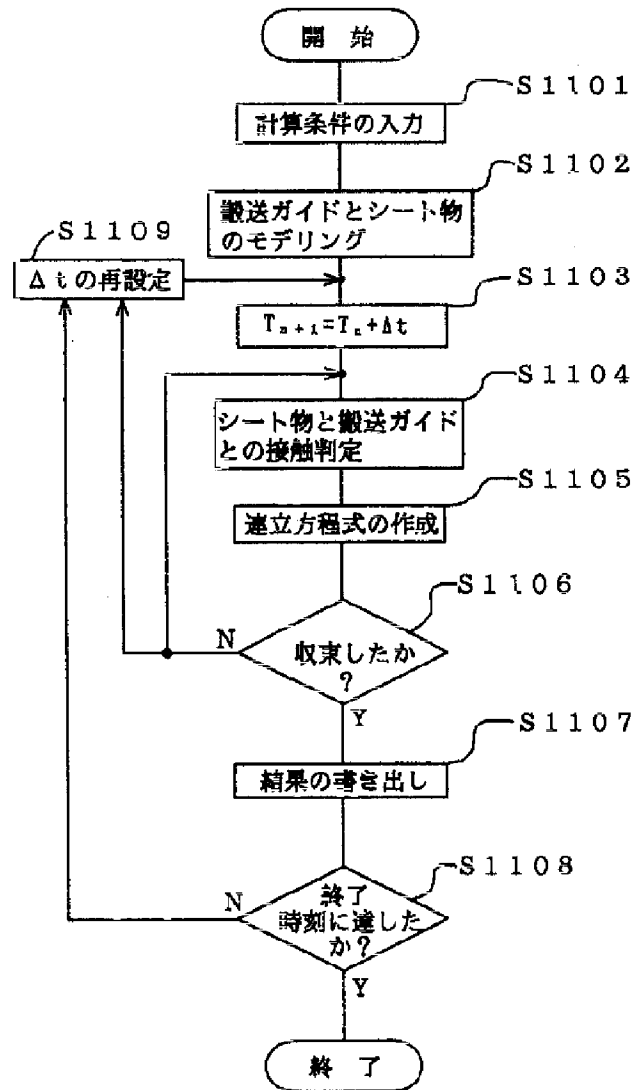 開 始
S1101
計算条件の入力
S1102
搬送ガイドとシート物
のモデリング
S1109
Δtの再設定
S1103
Tn+1=Tn+Δt
S1104
シート物と搬送ガイド
との接触判定
S1105
連立方程式の作成
S1106
N
収束したか
?
Y
S1107
結果の書き出し
S1108
N
終了
時刻に達した
か?
Y
終 了